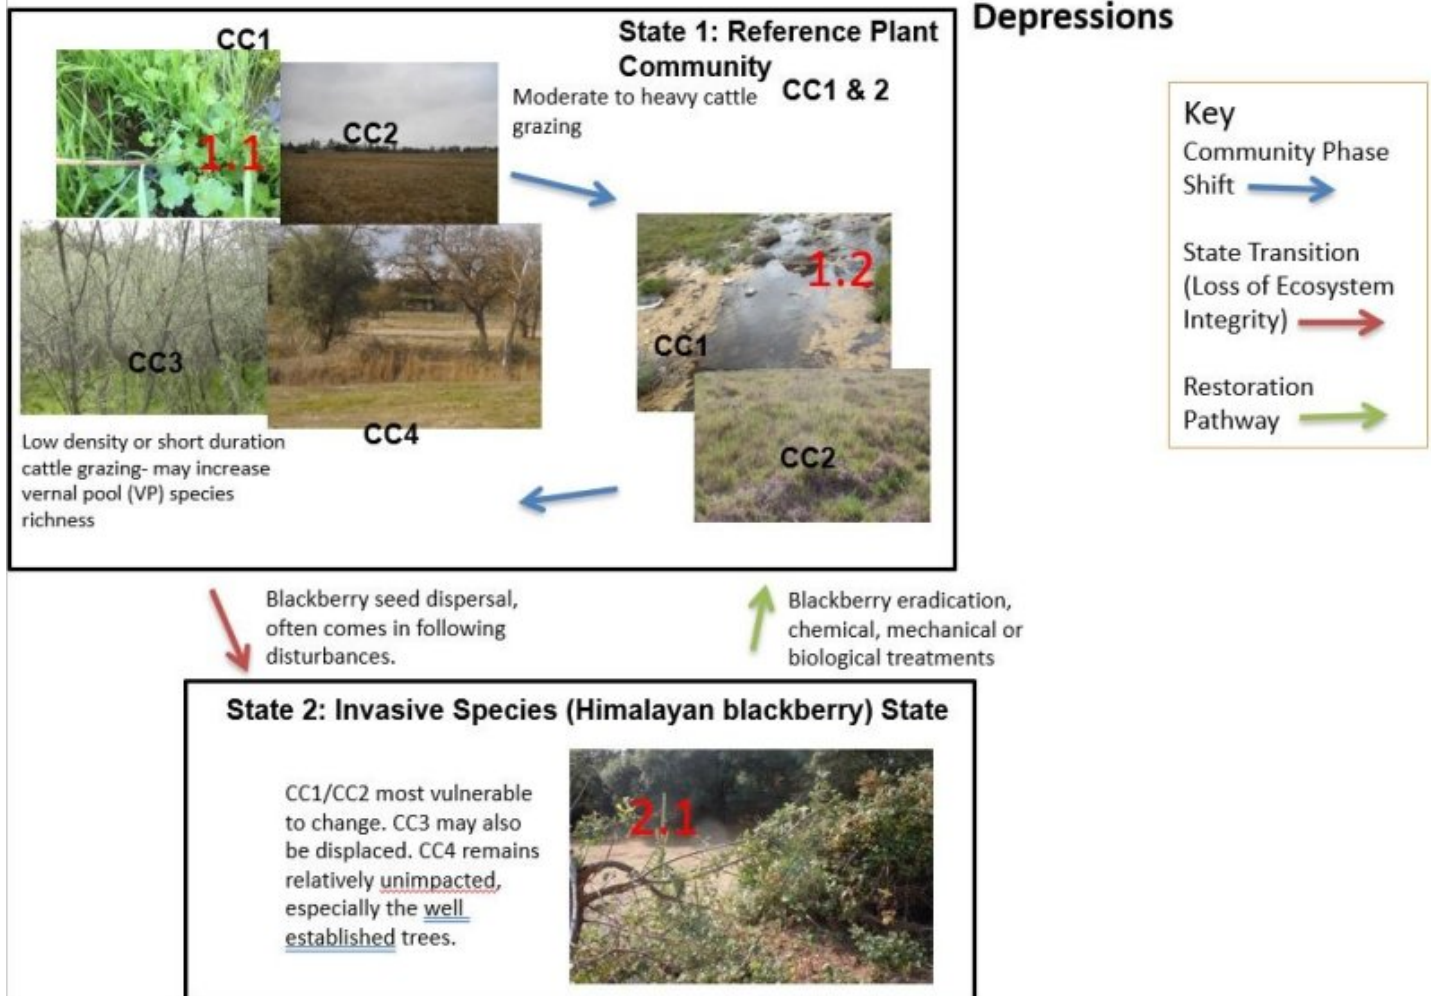 Depressions
State 1: Reference Plant
Community
CC1 & 2
CC1
1.1
CC2
CC3
CC4
Moderate to heavy cattle
grazing
1.2
CC1
CC2
Low density or short duration
cattle grazing- may increase
vernal pool (VP) species
richness
Key
Community Phase
Shift
State Transition
(Loss of Ecosystem
Integrity)
Restoration
Pathway
Blackberry seed dispersal,
often comes in following
disturbances.
Blackberry eradication,
chemical, mechanical or
biological treatments
State 2: Invasive Species (Himalayan blackberry) State
CC1/CC2 most vulnerable
to change. CC3 may also
be displaced. CC4 remains
relatively unimpacted,
especially the well
established trees.
2.1